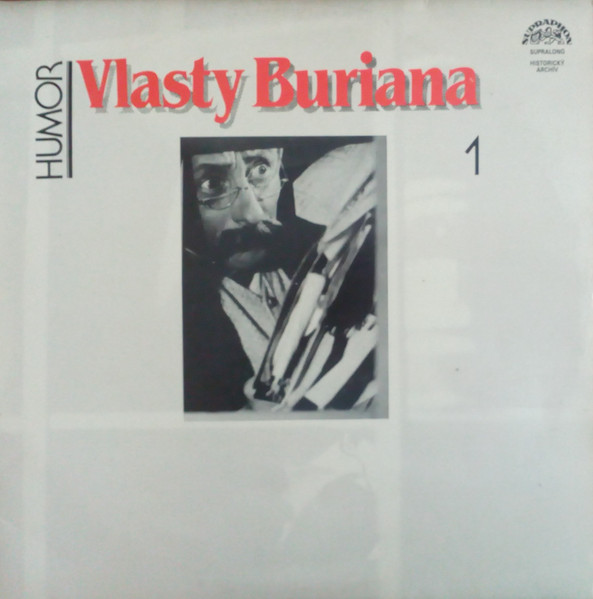 HUMOR
Vlasty Buriana
1
SUPRAPHON
SUPRALONG
HISTORICKÝ
ARCHIV